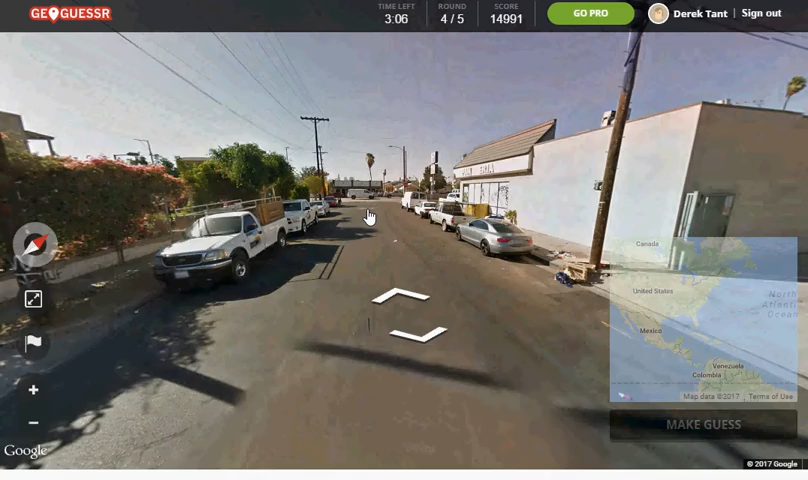 GEOGUESSR
TIME LEFT
3:06
ROUND
4 / 5
SCORE
14991
GO PRO
Derek Tant
Sign out
Canada
United States
North
Atlantic
Ocean
Mexico
Venezuela
Colombia
Map data ©2017
Terms of Use
MAKE GUESS
Google
© 2017 Google